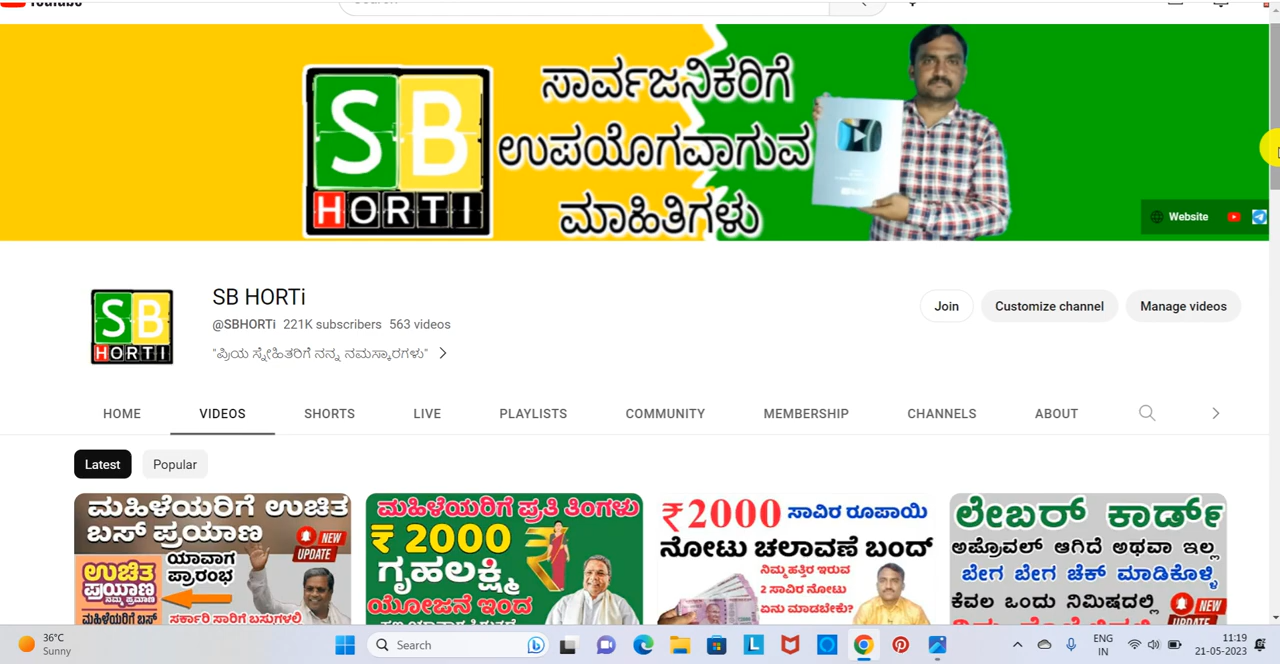 SB
HORTI
ಸಾರ್ವಜನಿಕರಿಗೆ
ಉಪಯೋಗವಾಗುವ
ಮಾಹಿತಿಗಳು
Website
SB
HORTI
SB HORTi
@SBHORTi 221K subscribers 563 videos
"ಪ್ರಿಯ ಸ್ನೇಹಿತರಿಗೆ ನನ್ನ ನಮಸ್ಕಾರಗಳು"
Join
Customize channel
Manage videos
HOME VIDEOS SHORTS LIVE PLAYLISTS COMMUNITY MEMBERSHIP CHANNELS ABOUT
Latest Popular
ಮಹಿಳೆಯರಿಗೆ ಉಚಿತ
ಬಸ್ ಪ್ರಯಾಣ
NEW
UPDATE
ಯಾವಾಗ
ಪ್ರಾರಂಭ
ಉಚಿತ
ಪ್ರಯಾಣ
ಮಹಿಳೆಯರಿಗೆ ಪ್ರತಿ ತಿಂಗಳು
₹ 2000
ಗೃಹಲಕ್ಷ್ಮಿ
ಯೋಜನೆ ಇಂದ
₹2000 ಸಾವಿರ ರೂಪಾಯಿ
ನೋಟು ಚಲಾವಣೆ ಬಂದ್
ನಿಮ್ಮ ಹತ್ತಿರ ಇರುವ
2 ಸಾವಿರ ನೋಟು
ಏನು ಮಾಡಬೇಕು?
ಲೇಬರ್ ಕಾರ್ಡ್
ಅಪ್ರೊವಲ್ ಆಗಿದೆ ಅಥವಾ ಇಲ್ಲ
ಬೇಗ ಬೇಗ ಚೆಕ್ ಮಾಡಿಕೊಳ್ಳಿ
ಕೇವಲ ಒಂದು ನಿಮಿಷದಲ್ಲಿ
NEW
36°C
Sunny
Search
ENG
IN
11:19
21-05-2023